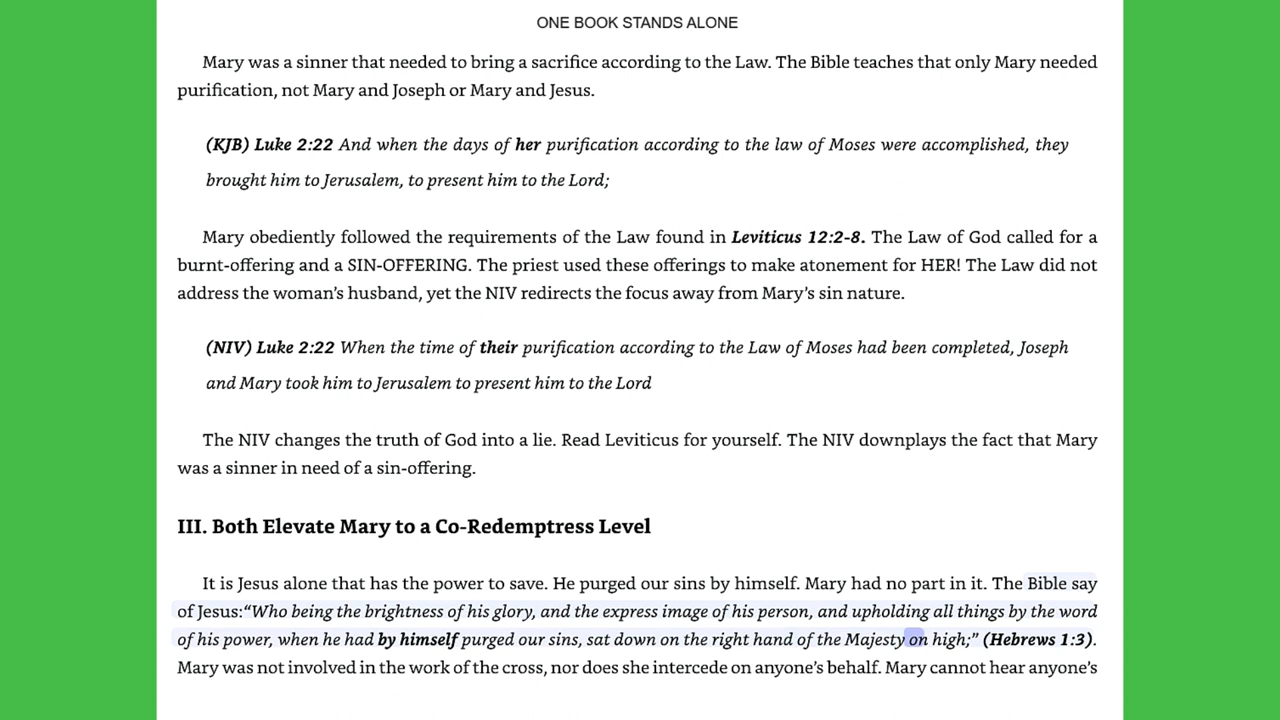 ONE BOOK STANDS ALONE
Mary was a sinner that needed to bring a sacrifice according to the Law. The Bible teaches that only Mary needed
purification, not Mary and Joseph or Mary and Jesus.
(KJB) Luke 2:22 And when the days of her purification according to the law of Moses were accomplished, they
brought him to Jerusalem, to present him to the Lord;
Mary obediently followed the requirements of the Law found in Leviticus 12:2-8. The Law of God called for a
burnt-offering and a SIN-OFFERING. The priest used these offerings to make atonement for HER! The Law did not
address the woman’s husband, yet the NIV redirects the focus away from Mary’s sin nature.
(NIV) Luke 2:22 When the time of their purification according to the Law of Moses had been completed, Joseph
and Mary took him to Jerusalem to present him to the Lord
The NIV changes the truth of God into a lie. Read Leviticus for yourself. The NIV downplays the fact that Mary
was a sinner in need of a sin-offering.
III. Both Elevate Mary to a Co-Redemptress Level
It is Jesus alone that has the power to save. He purged our sins by himself. Mary had no part in it. The Bible say
of Jesus:“Who being the brightness of his glory, and the express image of his person, and upholding all things by the word
of his power, when he had by himself purged our sins, sat down on the right hand of the Majesty on high;” (Hebrews 1:3).
Mary was not involved in the work of the cross, nor does she intercede on anyone’s behalf. Mary cannot hear anyone’s